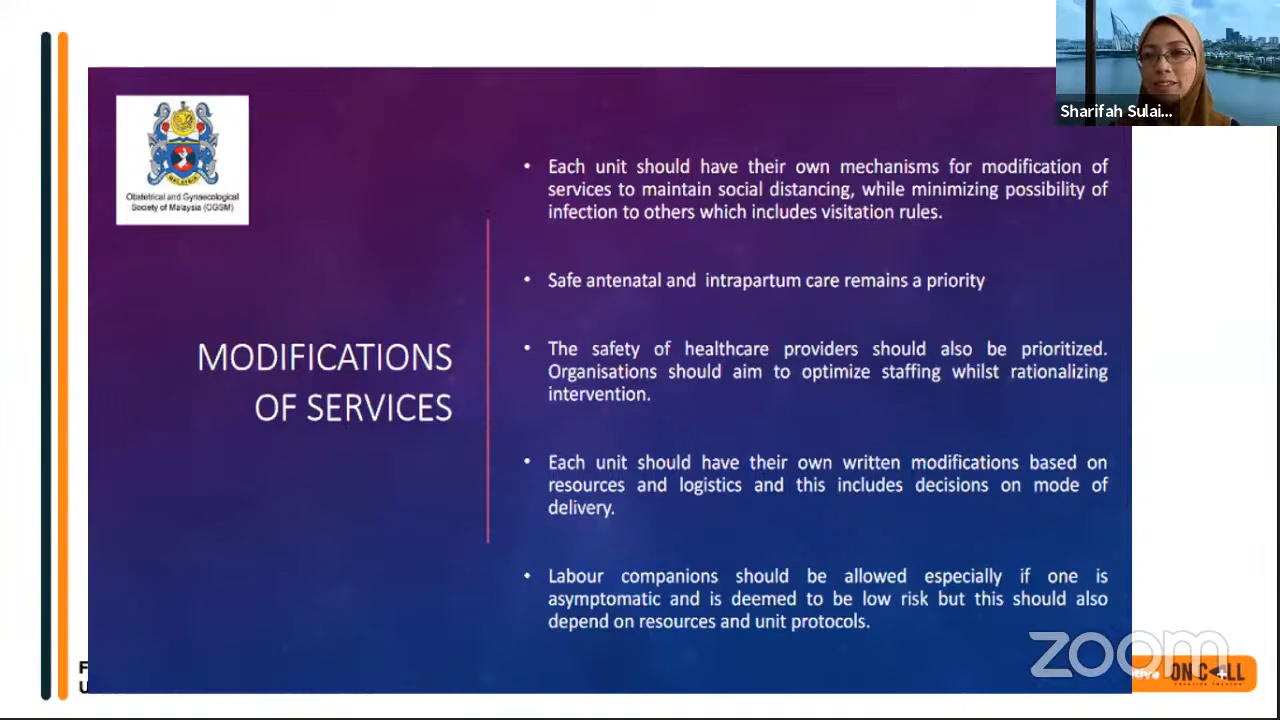 Sharifah Sulai...
MALAYSIA
Obstetrical and Gynaecological
Society of Malaysia (OGSM)
MODIFICATIONS
OF SERVICES
• Each unit should have their own mechanisms for modification of
services to maintain social distancing, while minimizing possibility of
infection to others which includes visitation rules.
• Safe antenatal and intrapartum care remains a priority
• The safety of healthcare providers should also be prioritized.
Organisations should aim to optimize staffing whilst rationalizing
intervention.
• Each unit should have their own written modifications based on
resources and logistics and this includes decisions on mode of
delivery.
• Labour companions should be allowed especially if one is
asymptomatic and is deemed to be low risk but this should also
depend on resources and unit protocols.
zoom
ON CALL